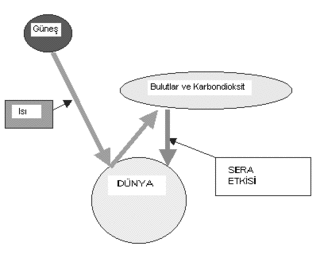 Güneş
Bulutlar ve Karbondioksit
Isı
DÜNYA
SERA
ETKİSİ